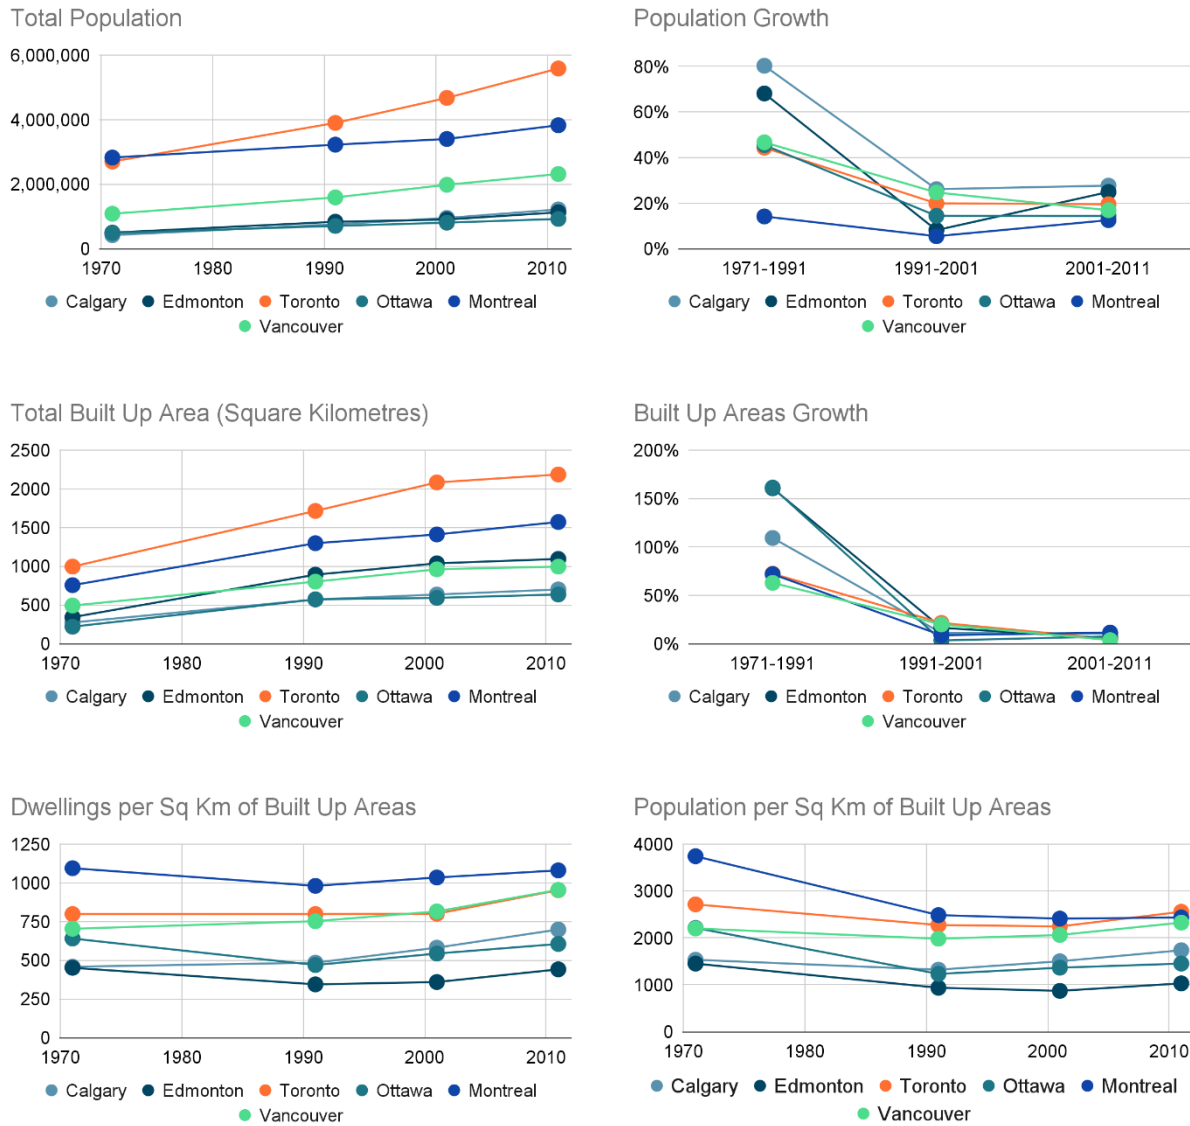 Total Population
6,000,000
4,000,000
2,000,000
0
1970 1980 1990 2000 2010
Calgary Edmonton Toronto Ottawa Montreal
Vancouver
Population Growth
80%
60%
40%
20%
0%
1971-1991 1991-2001 2001-2011
Calgary Edmonton Toronto Ottawa Montreal
Vancouver
Total Built Up Area (Square Kilometres)
2500
2000
1500
1000
500
0
1970 1980 1990 2000 2010
Calgary Edmonton Toronto Ottawa Montreal
Vancouver
Built Up Areas Growth
200%
150%
100%
50%
0%
1971-1991 1991-2001 2001-2011
Calgary Edmonton Toronto Ottawa Montreal
Vancouver
Dwellings per Sq Km of Built Up Areas
1250
1000
750
500
250
0
1970 1980 1990 2000 2010
Calgary Edmonton Toronto Ottawa Montreal
Vancouver
Population per Sq Km of Built Up Areas
4000
3000
2000
1000
0
1970 1980 1990 2000 2010
Calgary Edmonton Toronto Ottawa Montreal
Vancouver